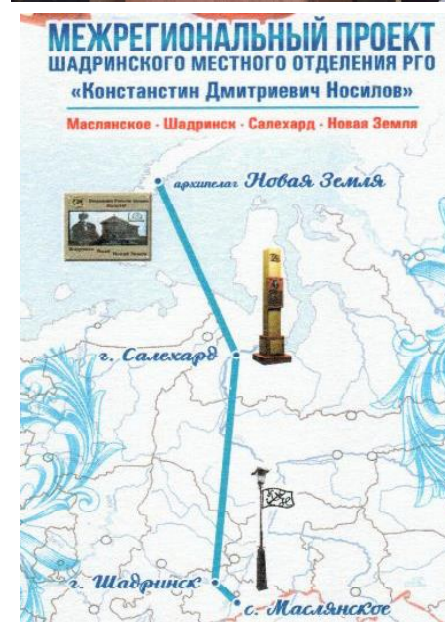 МЕЖРЕГИОНАЛЬНЫЙ ПРОЕКТ
ШАДРИНСКОГО МЕСТНОГО ОТДЕЛЕНИЯ РГО
«Константин Дмитриевич Носилов»
Маслянское · Шадринск · Салехард · Новая Земля
архипелаг Новая Земля
г. Салехард
г. Шадринск
с. Маслянское